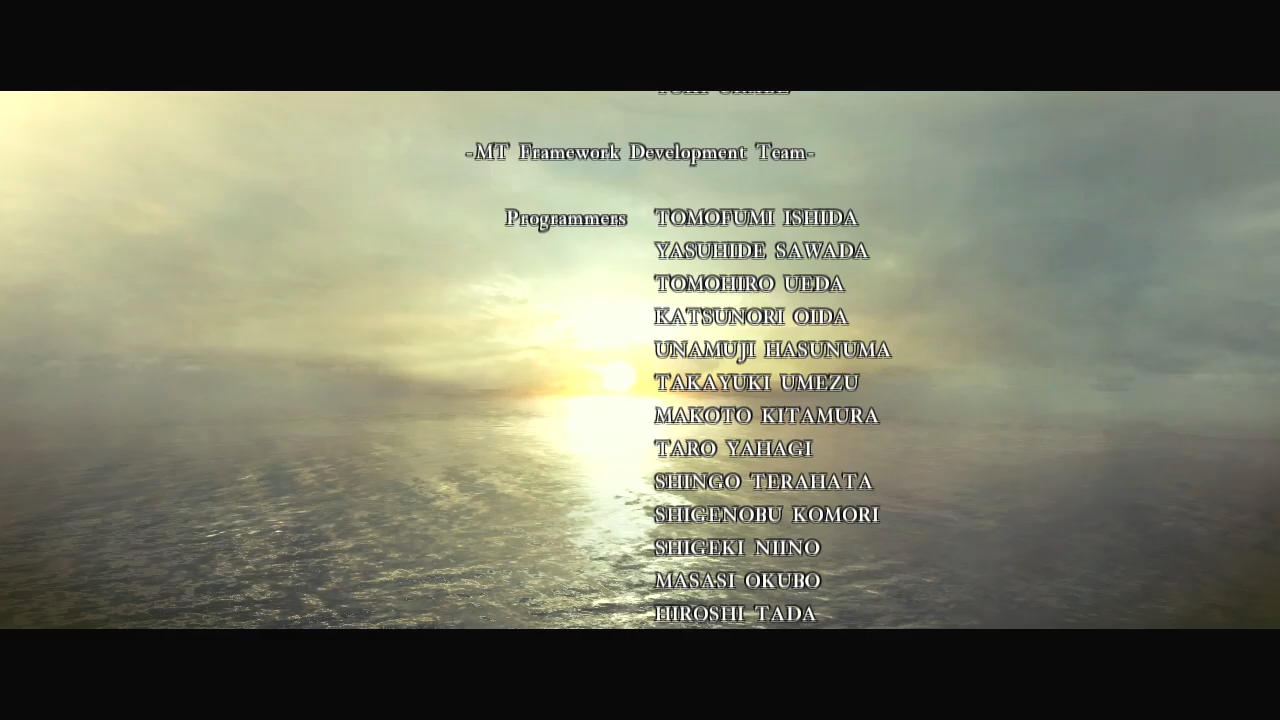 -MT Framework Development Team-
Programmers TOMOFUMI ISHIDA
YASUHIDE SAWADA
TOMOHIRO UEDA
KATSUNORI OIDA
UNAMUJI HASUNUMA
TAKAYUKI UMEZU
MAKOTO KITAMURA
TARO YAHAGI
SHINGO TERAHATA
SHIGENOBU KOMORI
SHIGEKI NIINO
MASASI OKUBO
HIROSHI TADA